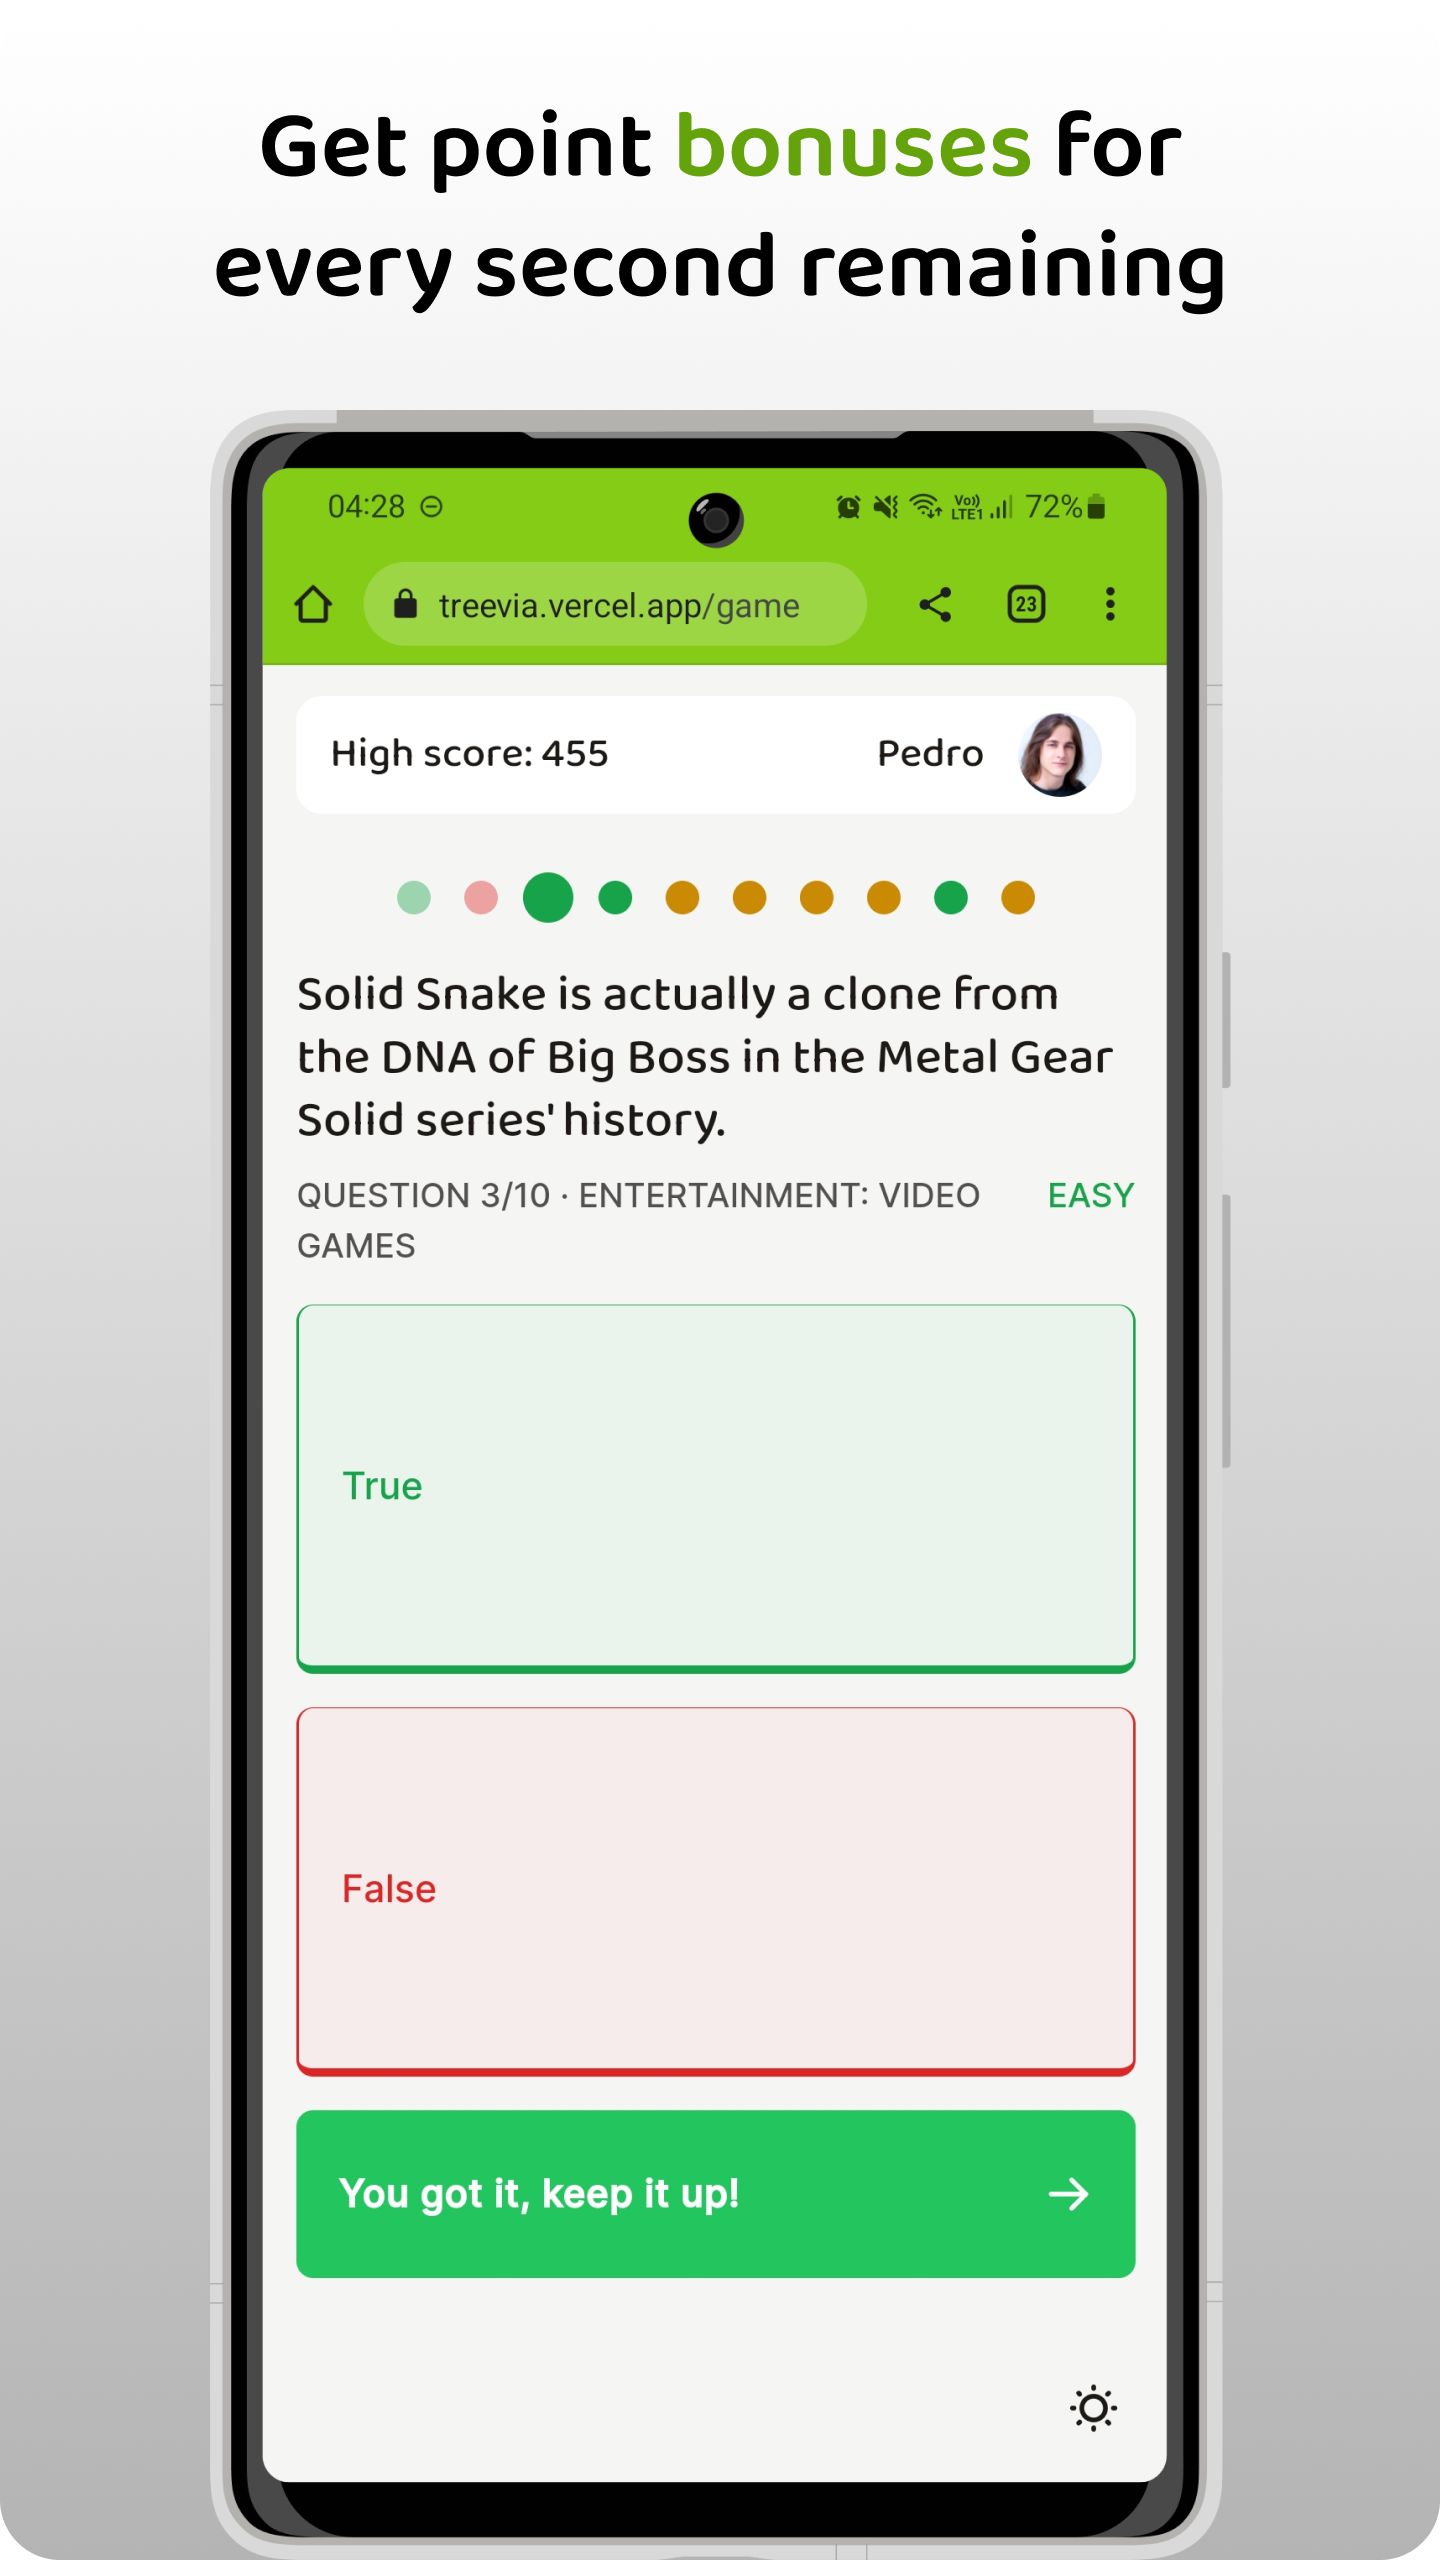 Get point bonuses for
every second remaining
04:28
Vo))
LTE1
72%
treevia.vercel.app/game
23
High score: 455
Pedro
Solid Snake is actually a clone from
the DNA of Big Boss in the Metal Gear
Solid series' history.
QUESTION 3/10 · ENTERTAINMENT: VIDEO
GAMES
EASY
True
False
You got it, keep it up!